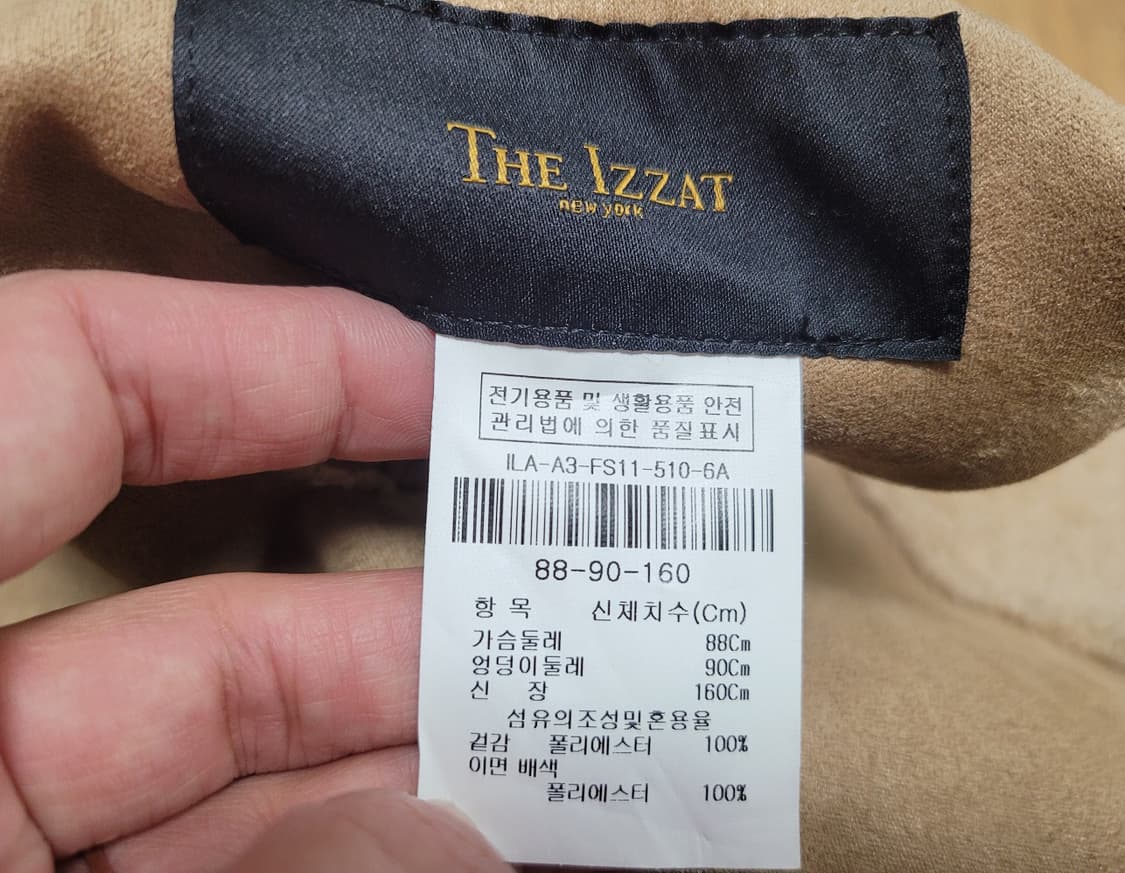 THE IZZAT
new york
전기용품 및 생활용품 안전
관리법에 의한 품질표시
ILA-A3-FS11-510-6A
88-90-160
항 목 신체치수(Cm)
가슴둘레 88Cm
엉덩이둘레 90Cm
신 장 160Cm
섬유의조성및혼용율
겉감 폴리에스터 100%
이면 배색
폴리에스터 100%